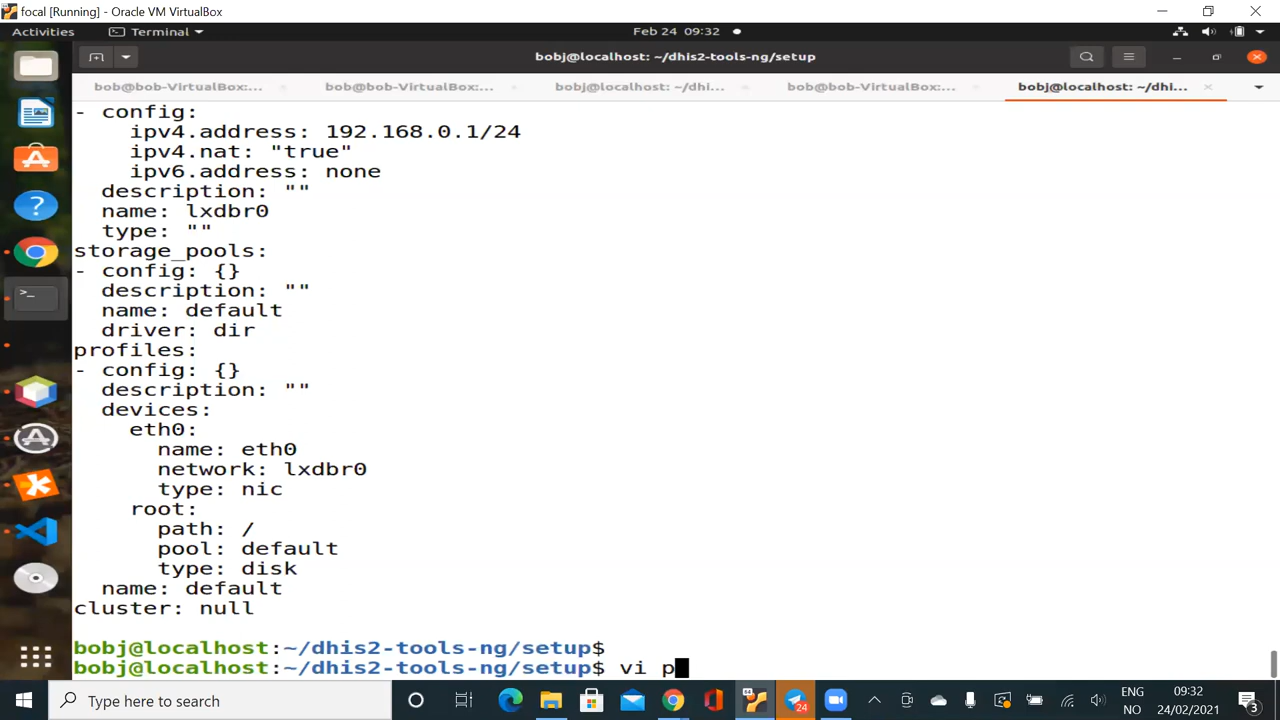 focal [Running] - Oracle VM VirtualBox
Activities Terminal Feb 24 09:32
bobj@localhost: ~/dhis2-tools-ng/setup
bob@bob-VirtualBox:... bob@bob-VirtualBox:... bobj@localhost: ~/dhi... bob@bob-VirtualBox:... bobj@localhost: ~/dhi...
- config:
ipv4.address: 192.168.0.1/24
ipv4.nat: "true"
ipv6.address: none
description: ""
name: lxdbr0
type: ""
storage_pools:
- config: {}
description: ""
name: default
driver: dir
profiles:
- config: {}
description: ""
devices:
eth0:
name: eth0
network: lxdbr0
type: nic
root:
path: /
pool: default
type: disk
name: default
cluster: null
bobj@localhost:~/dhis2-tools-ng/setup$
bobj@localhost:~/dhis2-tools-ng/setup$ vi p
Type here to search
24
ENG
NO
09:32
24/02/2021
3